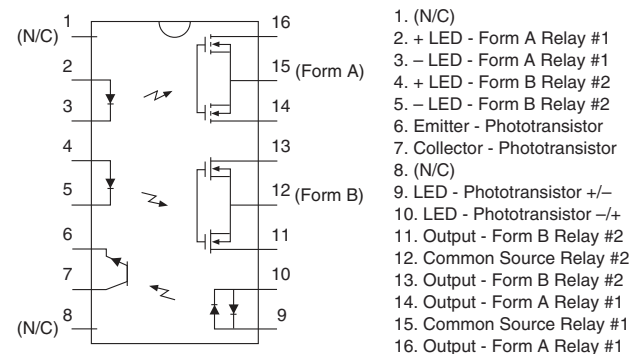 1
(N/C)
2
3
4
5
6
7
8
(N/C)
16
15 (Form A)
14
13
12 (Form B)
11
10
9
1. (N/C)
2. + LED - Form A Relay #1
3. – LED - Form A Relay #1
4. + LED - Form B Relay #2
5. – LED - Form B Relay #2
6. Emitter - Phototransistor
7. Collector - Phototransistor
8. (N/C)
9. LED - Phototransistor +/–
10. LED - Phototransistor –/+
11. Output - Form B Relay #2
12. Common Source Relay #2
13. Output - Form B Relay #2
14. Output - Form A Relay #1
15. Common Source Relay #1
16. Output - Form A Relay #1